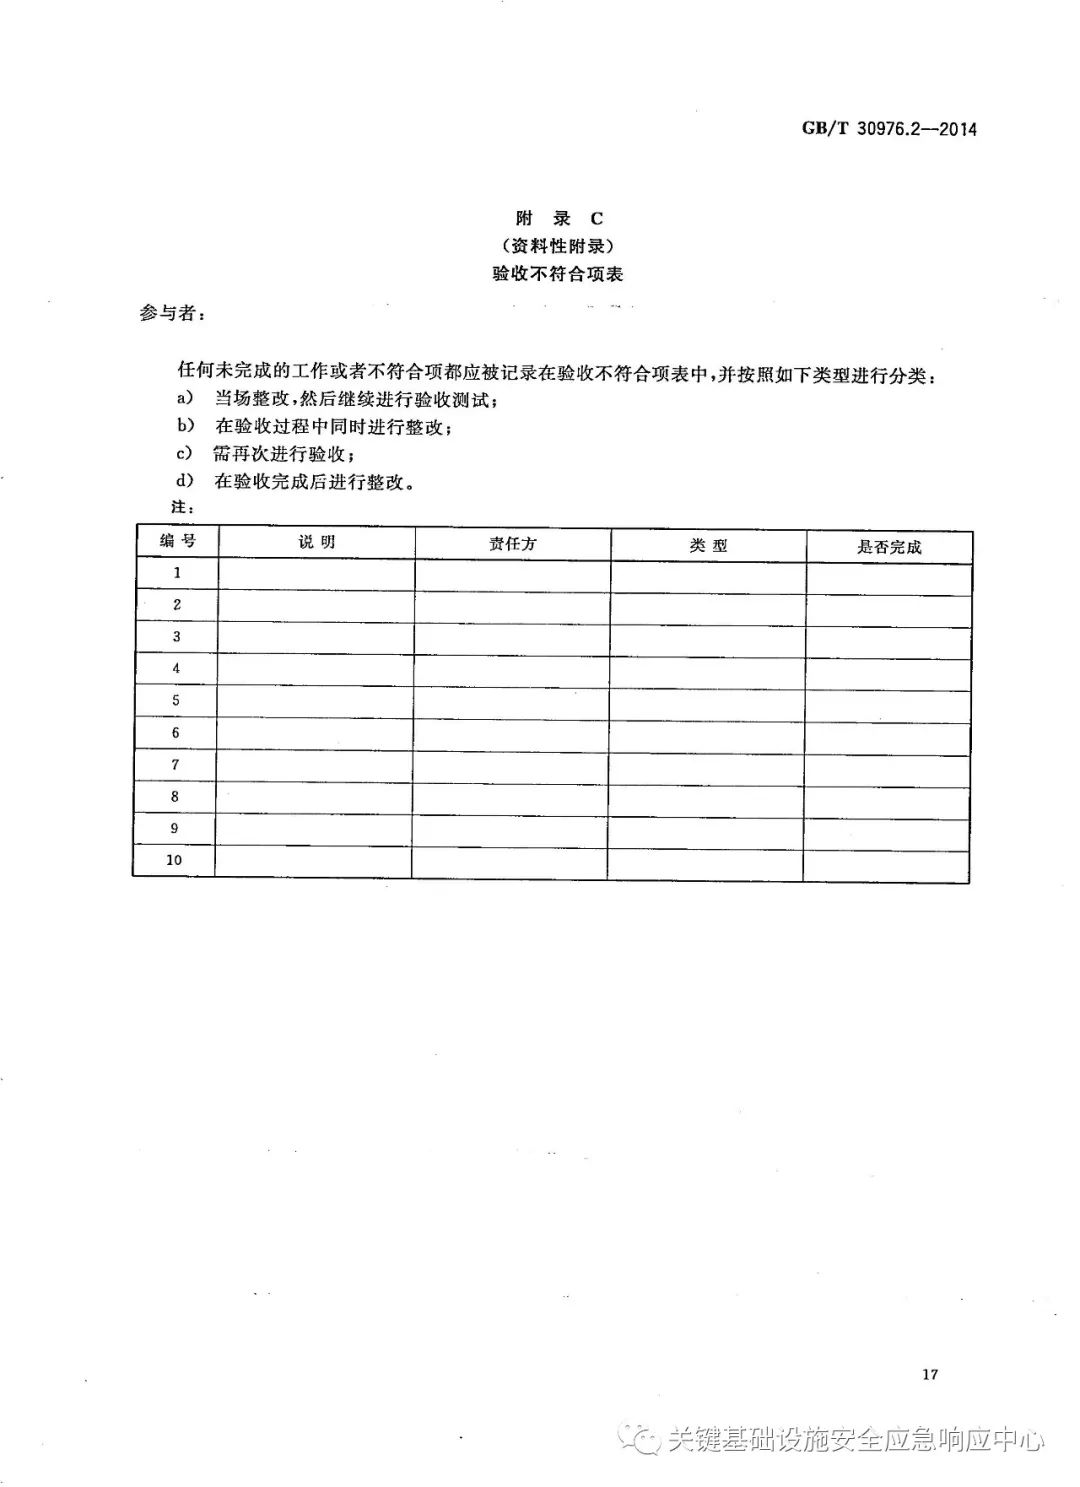 GB/T 30976.2—2014
附 录 C
（资料性附录）
验收不符合项表
参与者：
任何未完成的工作或者不符合项都应被记录在验收不符合项表中，并按照如下类型进行分类：
a） 当场整改，然后继续进行验收测试；
b） 在验收过程中同时进行整改；
c） 需再次进行验收；
d） 在验收完成后进行整改。
注：
编 号 说 明 责任方 类 型 是否完成
1
2
3
4
5
6
7
8
9
10
17
关键基础设施安全应急响应中心